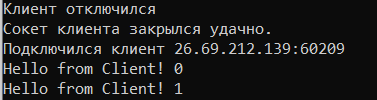 Клиент отключился
Сокет клиента закрылся удачно.
Подключился клиент 26.69.212.139:60209
Hello from Client! 0
Hello from Client! 1